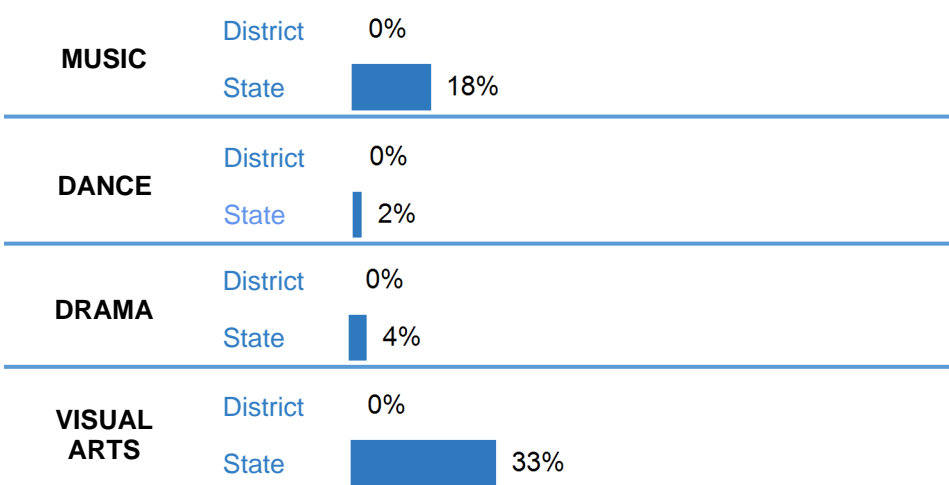 MUSIC
District 0%
State 18%
DANCE
District 0%
State 2%
DRAMA
District 0%
State 4%
VISUAL
ARTS
District 0%
State 33%